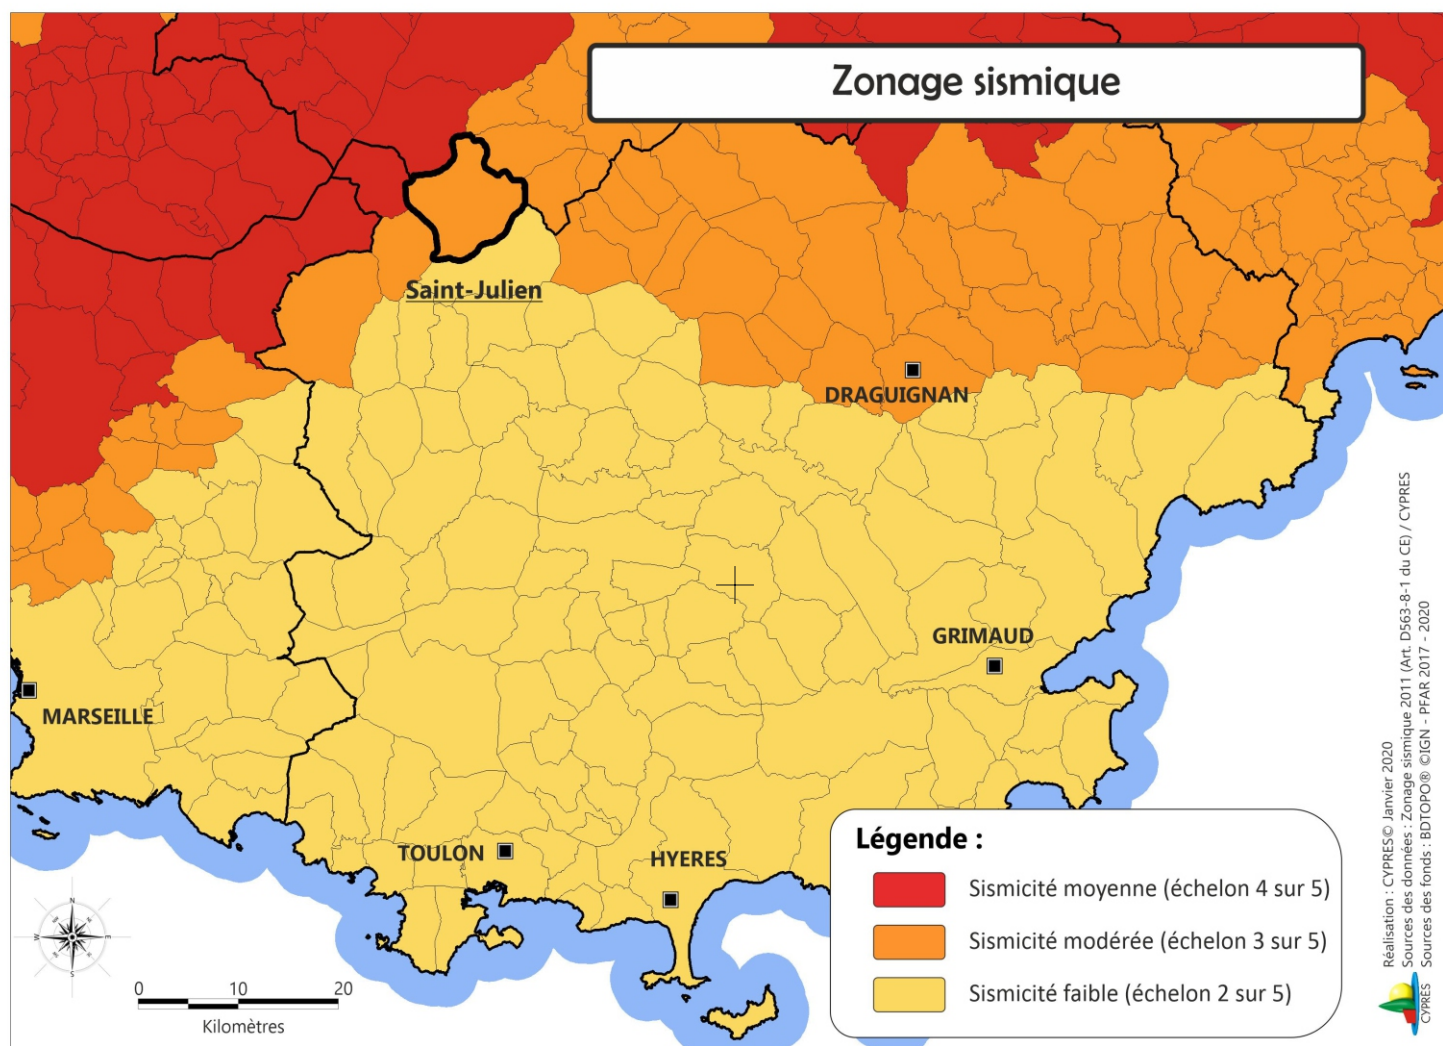 Zonage sismique
Saint-Julien
DRAGUIGNAN
GRIMAUD
MARSEILLE
TOULON
HYERES
Légende :
Sismicité moyenne (échelon 4 sur 5)
Sismicité modérée (échelon 3 sur 5)
Sismicité faible (échelon 2 sur 5)
N
W
E
S
0
10
20
Kilomètres
Réalisation : CYPRES© Janvier 2020
Sources des données : Zonage sismique 2011 (Art. D563-8-1 du CE) / CYPRES
Sources des fonds : BDTOPO® ©IGN - PFAR 2017 - 2020
CYPRÈS